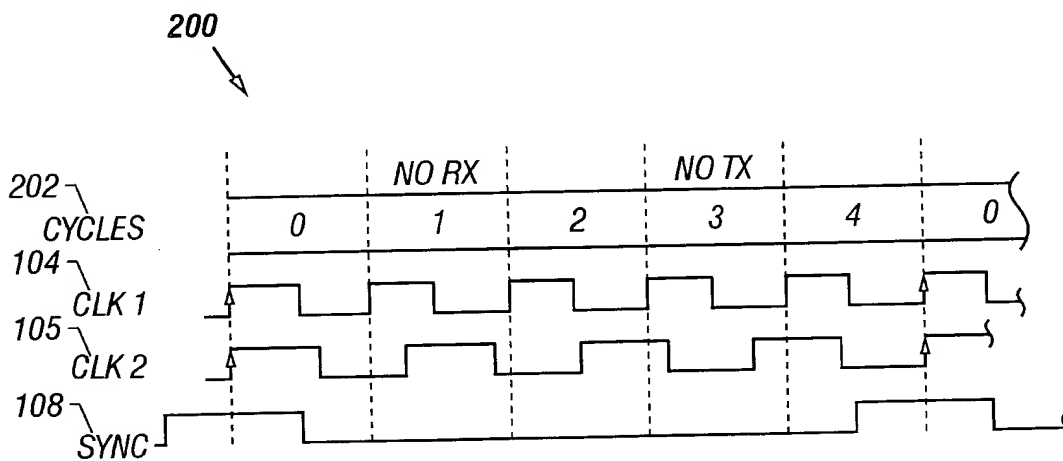 200
NO RX NO TX
202
CYCLES 0 1 2 3 4 0
104
CLK 1
105
CLK 2
108
SYNC